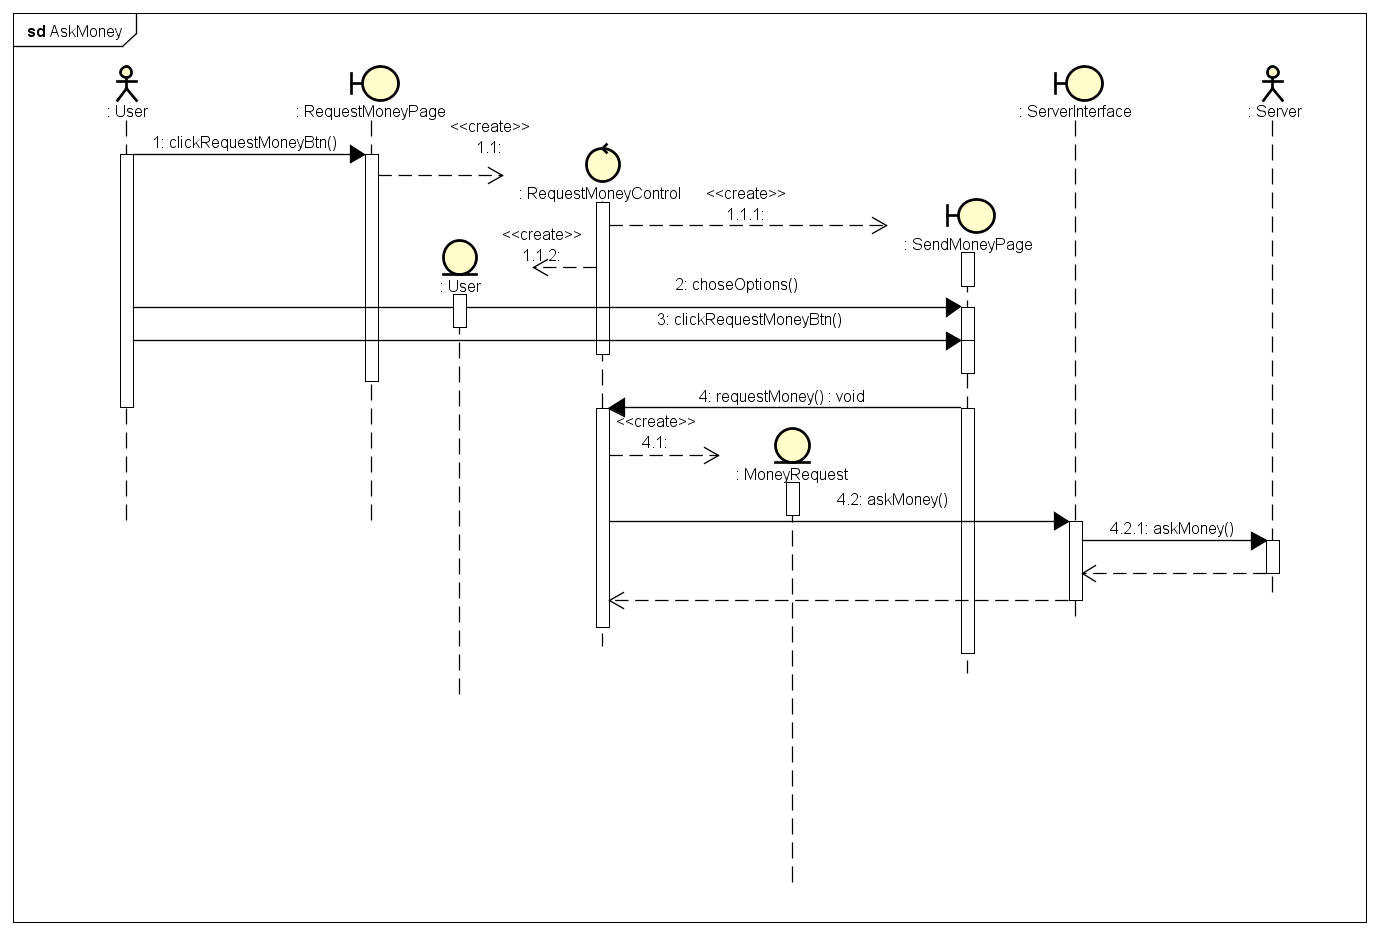 sd AskMoney
: User
: RequestMoneyPage
: ServerInterface
: Server
<<create>>
1: clickRequestMoneyBtn()
1.1:
: RequestMoneyControl
<<create>>
1.1.1:
<<create>>
: SendMoneyPage
1.1.2:
: User
2: choseOptions()
3: clickRequestMoneyBtn()
4: requestMoney() : void
<<create>>
4.1:
: MoneyRequest
4.2: askMoney()
4.2.1: askMoney()